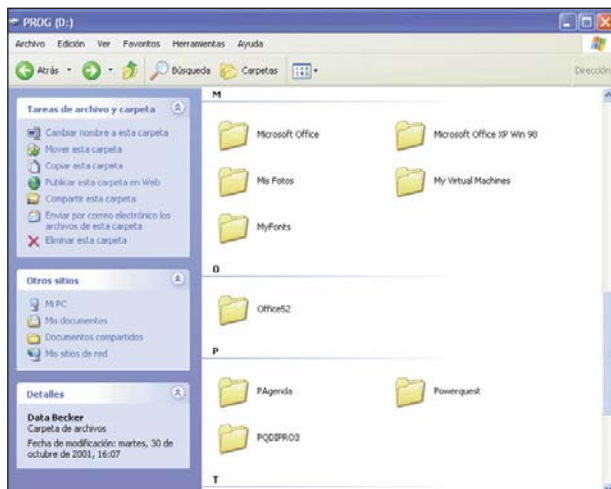 PROG (D:)
Archivo Edición Ver Favoritos Herramientas Ayuda
Atrás Búsqueda Carpetas Dirección
Tareas de archivo y carpeta
Cambiar nombre a esta carpeta
Mover esta carpeta
Copiar esta carpeta
Publicar esta carpeta en Web
Compartir esta carpeta
Enviar por correo electrónico los
archivos de esta carpeta
Eliminar esta carpeta
Otros sitios
Mi PC
Mis documentos
Documentos compartidos
Mis sitios de red
Detalles
Data Becker
Carpeta de archivos
Fecha de modificación: martes, 30 de
octubre de 2001, 16:07
M
Microsoft Office
Microsoft Office XP Win 98
Mis Fotos
My Virtual Machines
MyFonts
O
Office52
P
PAgenda
Powerquest
PQDIPRO3
T